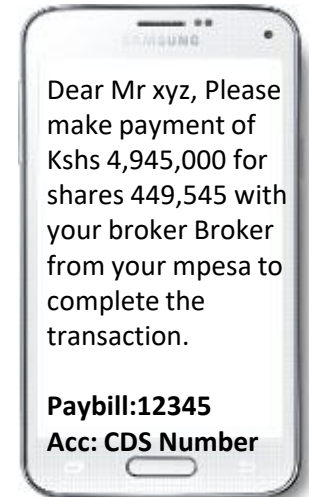 SAMSUNG
Dear Mr xyz, Please
make payment of
Kshs 4,945,000 for
shares 449,545 with
your broker Broker
from your mpesa to
complete the
transaction.
Paybill:12345
Acc: CDS Number